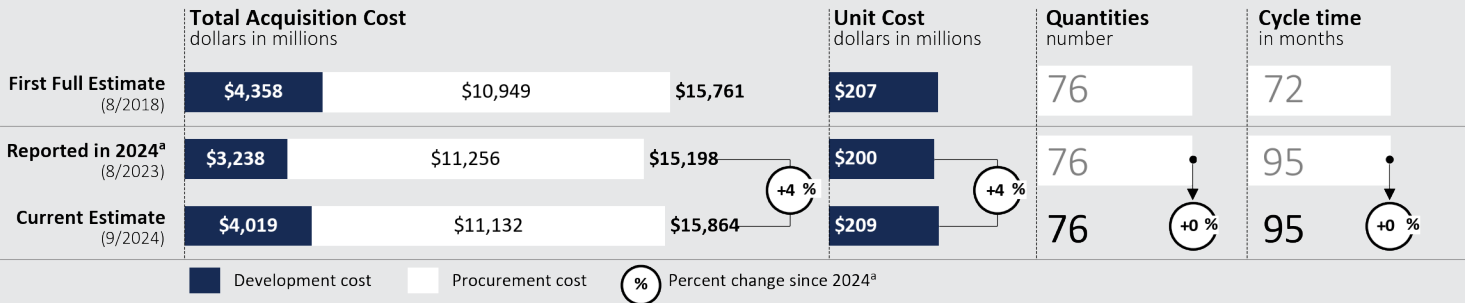 Total Acquisition Cost
dollars in millions
Unit Cost
dollars in millions
Quantities
number
Cycle time
in months
First Full Estimate
(8/2018)
$4,358
$10,949
$15,761
$207
76
72
Reported in 2024ᵃ
(8/2023)
$3,238
$11,256
$15,198
$200
76
95
+4 %
+4 %
Current Estimate
(9/2024)
$4,019
$11,132
$15,864
$209
76
+0 %
95
+0 %
Development cost
Procurement cost
%
Percent change since 2024ᵃ